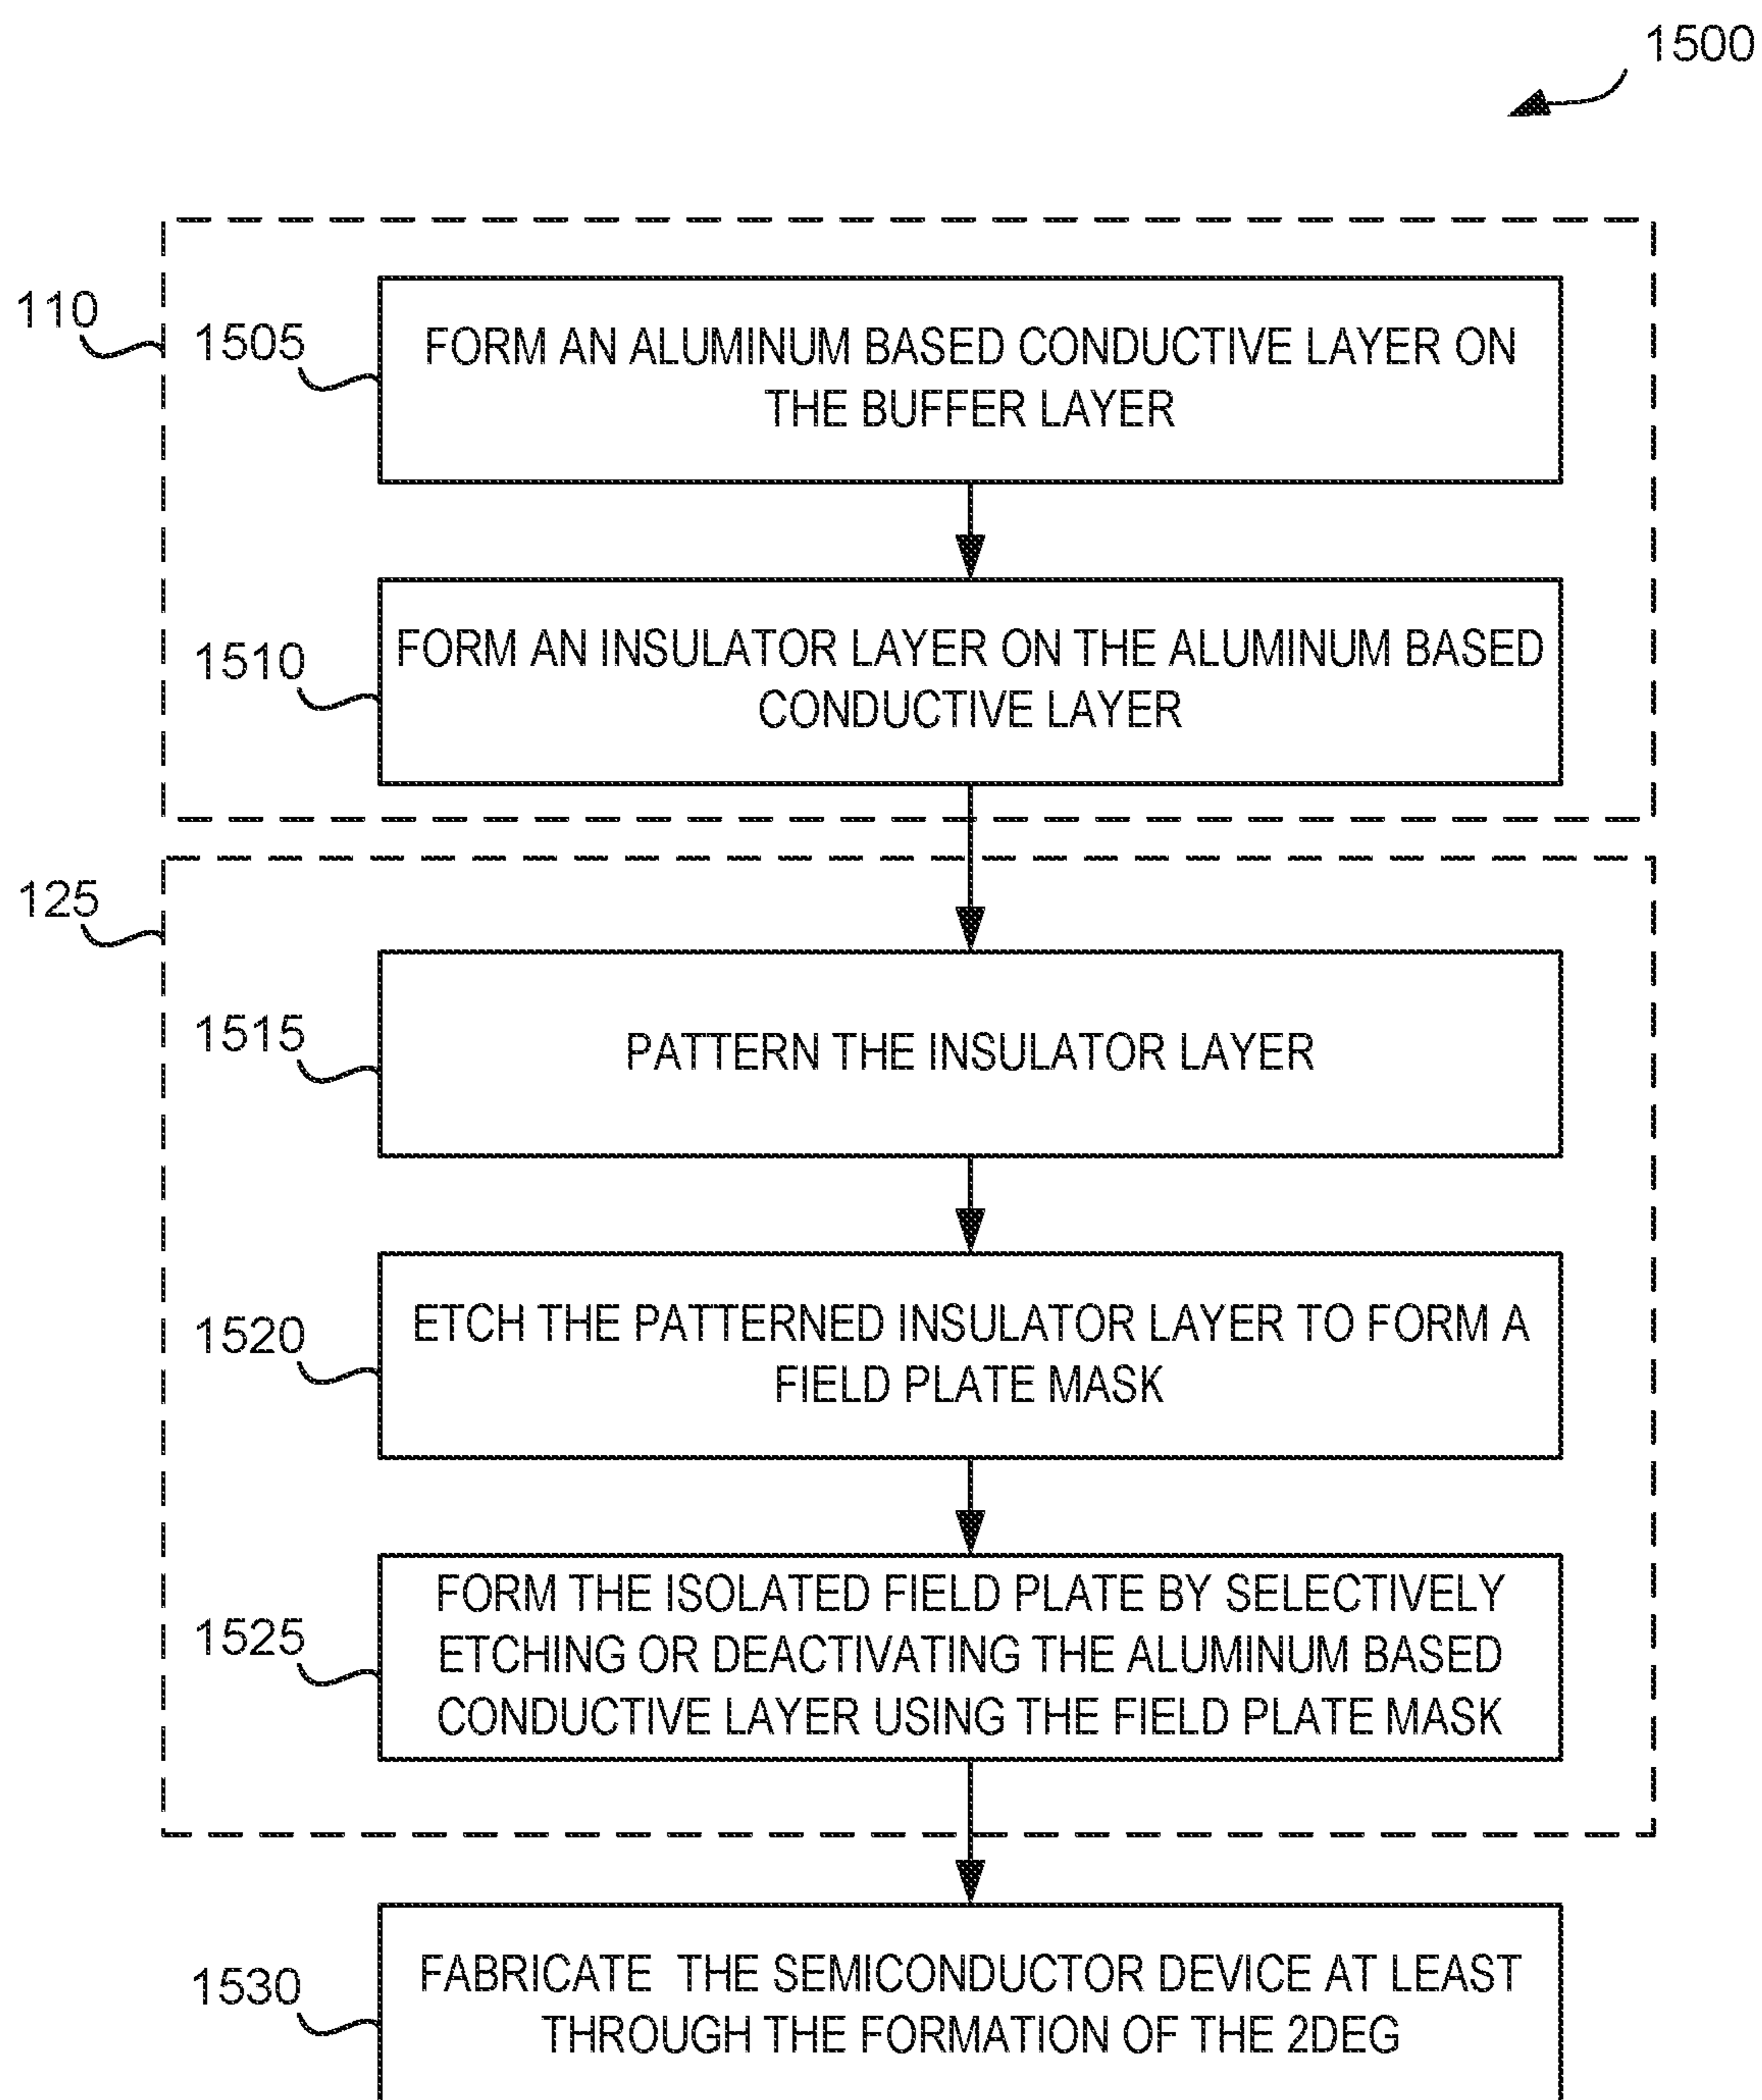 1500
110
1505
FORM AN ALUMINUM BASED CONDUCTIVE LAYER ON
THE BUFFER LAYER
1510
FORM AN INSULATOR LAYER ON THE ALUMINUM BASED
CONDUCTIVE LAYER
125
1515
PATTERN THE INSULATOR LAYER
1520
ETCH THE PATTERNED INSULATOR LAYER TO FORM A
FIELD PLATE MASK
1525
FORM THE ISOLATED FIELD PLATE BY SELECTIVELY
ETCHING OR DEACTIVATING THE ALUMINUM BASED
CONDUCTIVE LAYER USING THE FIELD PLATE MASK
1530
FABRICATE THE SEMICONDUCTOR DEVICE AT LEAST
THROUGH THE FORMATION OF THE 2DEG